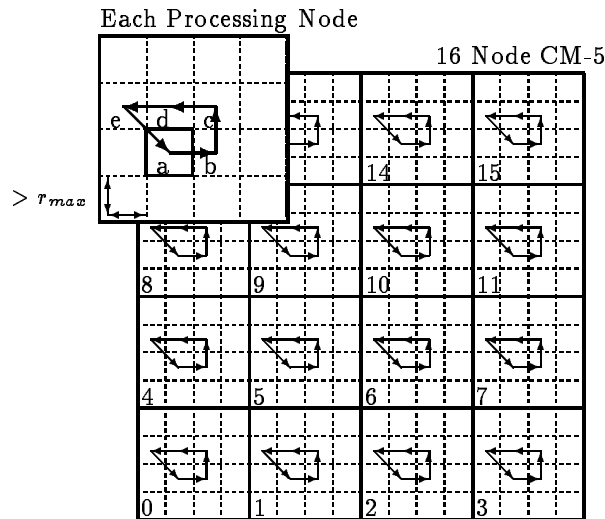 Each Processing Node
16 Node CM-5
e d c
a b
> r_max
14 15
8 9 10 11
4 5 6 7
0 1 2 3